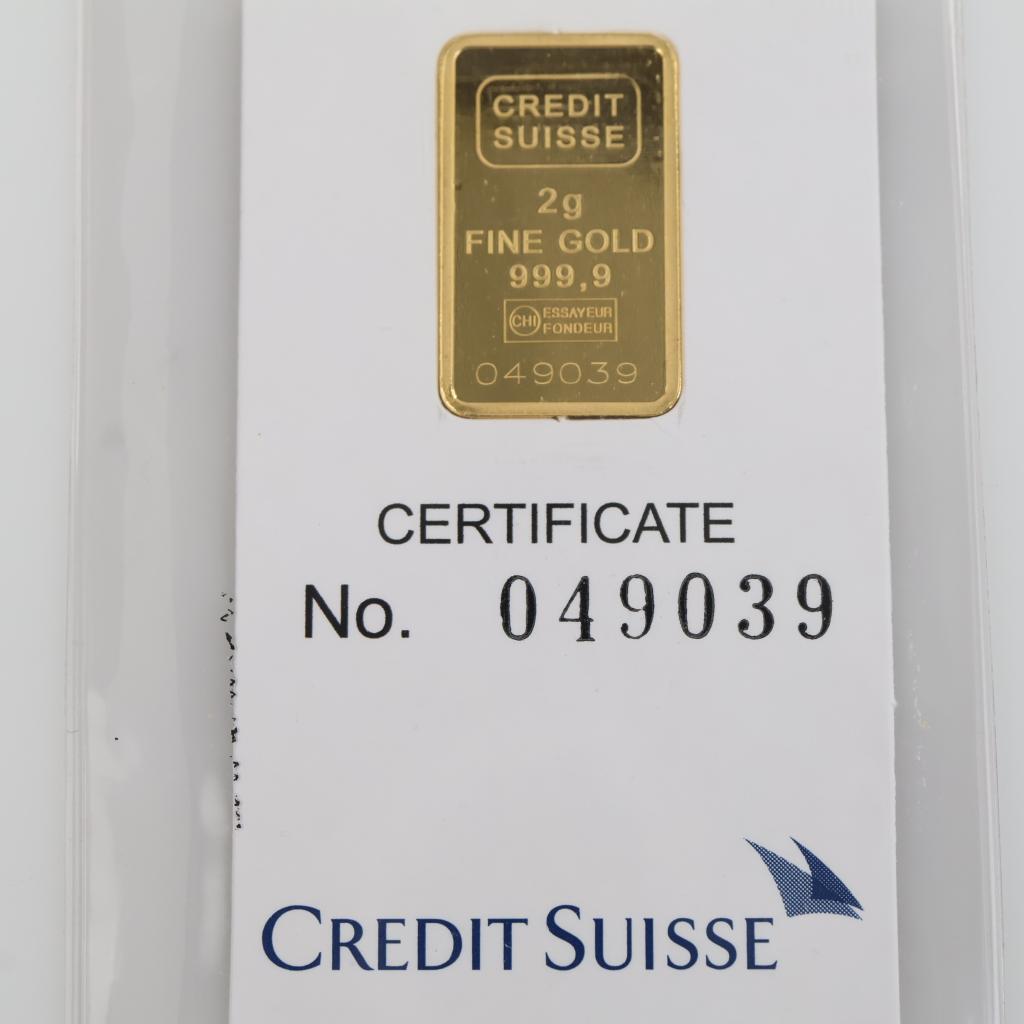 CREDIT
SUISSE
2g
FINE GOLD
999,9
CHI ESSAYEUR
FONDEUR
049039
CERTIFICATE
No. 049039
CREDIT SUISSE